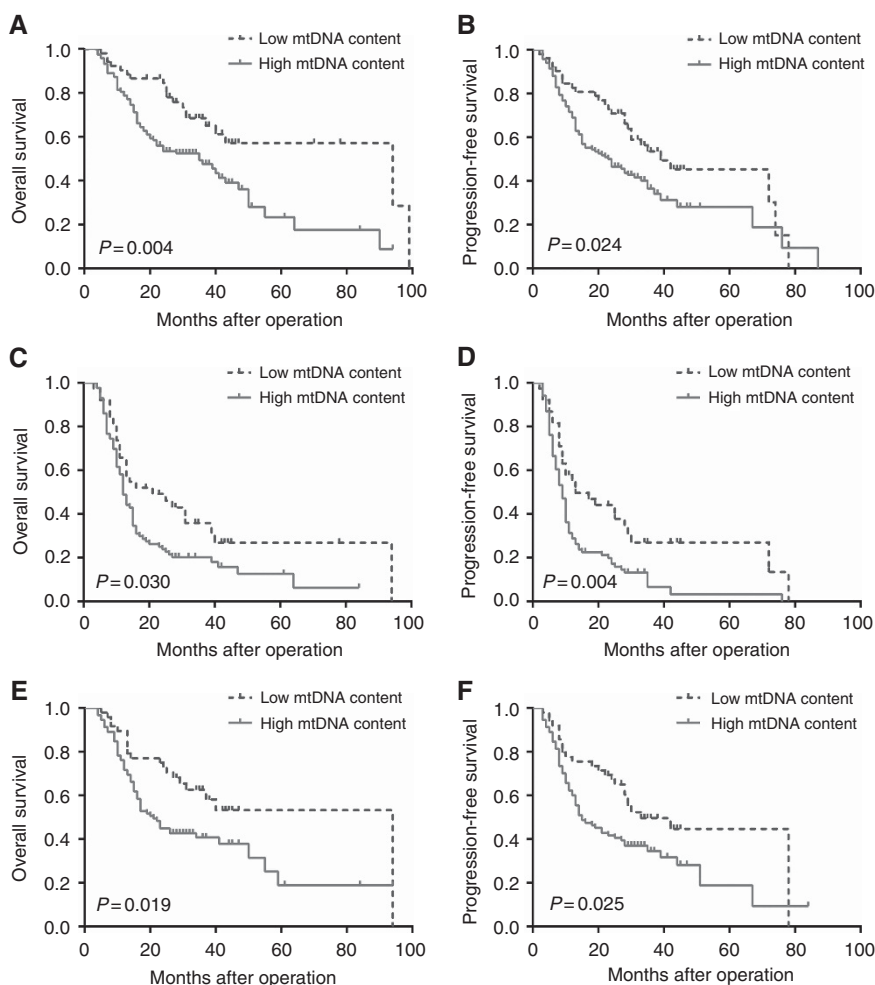 A
Low mtDNA content
High mtDNA content
Overall survival
1.0
0.8
0.6
0.4
0.2
0.0
P=0.004
0 20 40 60 80 100
Months after operation
B
Low mtDNA content
High mtDNA content
Progression-free survival
1.0
0.8
0.6
0.4
0.2
0.0
P=0.024
0 20 40 60 80 100
Months after operation
C
Low mtDNA content
High mtDNA content
Overall survival
1.0
0.8
0.6
0.4
0.2
0.0
P=0.030
0 20 40 60 80 100
Months after operation
D
Low mtDNA content
High mtDNA content
Progression-free survival
1.0
0.8
0.6
0.4
0.2
0.0
P=0.004
0 20 40 60 80 100
Months after operation
E
Low mtDNA content
High mtDNA content
Overall survival
1.0
0.8
0.6
0.4
0.2
0.0
P=0.019
0 20 40 60 80 100
Months after operation
F
Low mtDNA content
High mtDNA content
Progression-free survival
1.0
0.8
0.6
0.4
0.2
0.0
P=0.025
0 20 40 60 80 100
Months after operation